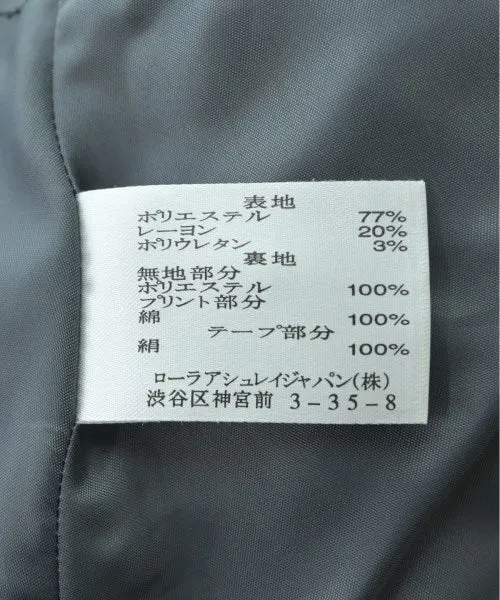 表地
ポリエステル 77%
レーヨン 20%
ポリウレタン 3%
裏地
無地部分
ポリエステル 100%
プリント部分
綿 100%
テープ部分
絹 100%
ローラアシュレイジャパン(株)
渋谷区神宮前 3-35-8